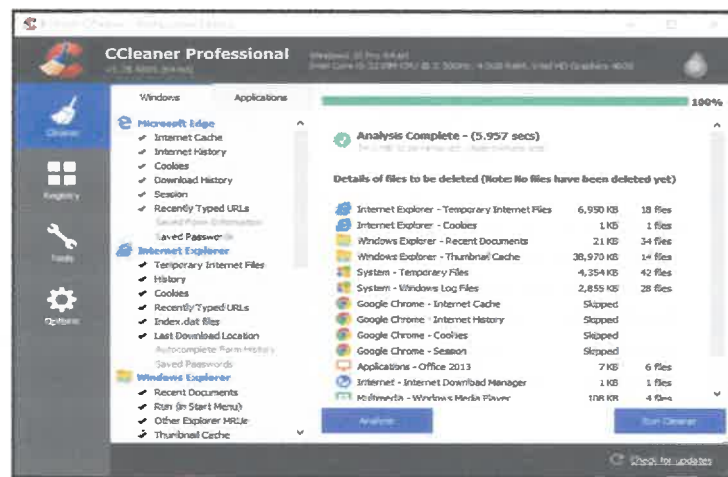 CCleaner Professional
Windows
Applications
100%
Cleaner
Registry
Tools
Options
Microsoft Edge
Internet Cache
Internet History
Cookies
Download History
Session
Recently Typed URLs
Saved Form Information
Saved Passwords
Internet Explorer
Temporary Internet Files
History
Cookies
Recently Typed URLs
Index.dat files
Last Download Location
Autocomplete Form History
Saved Passwords
Windows Explorer
Recent Documents
Run (in Start Menu)
Other Explorer MRUs
Thumbnail Cache
Analysis Complete - (5.957 secs)
Details of files to be deleted (Note: No files have been deleted yet)
Internet Explorer - Temporary Internet Files 6,950 KB 18 files
Internet Explorer - Cookies 1 KB 1 files
Windows Explorer - Recent Documents 21 KB 34 files
Windows Explorer - Thumbnail Cache 38,970 KB 14 files
System - Temporary Files 4,354 KB 42 files
System - Windows Log Files 2,855 KB 28 files
Google Chrome - Internet Cache Skipped
Google Chrome - Internet History Skipped
Google Chrome - Cookies Skipped
Google Chrome - Session Skipped
Applications - Office 2013 7 KB 6 files
Internet - Internet Download Manager 1 KB 1 files
Multimedia - Windows Media Player 108 KB 4 files
Analyze
Run Cleaner
Check for updates